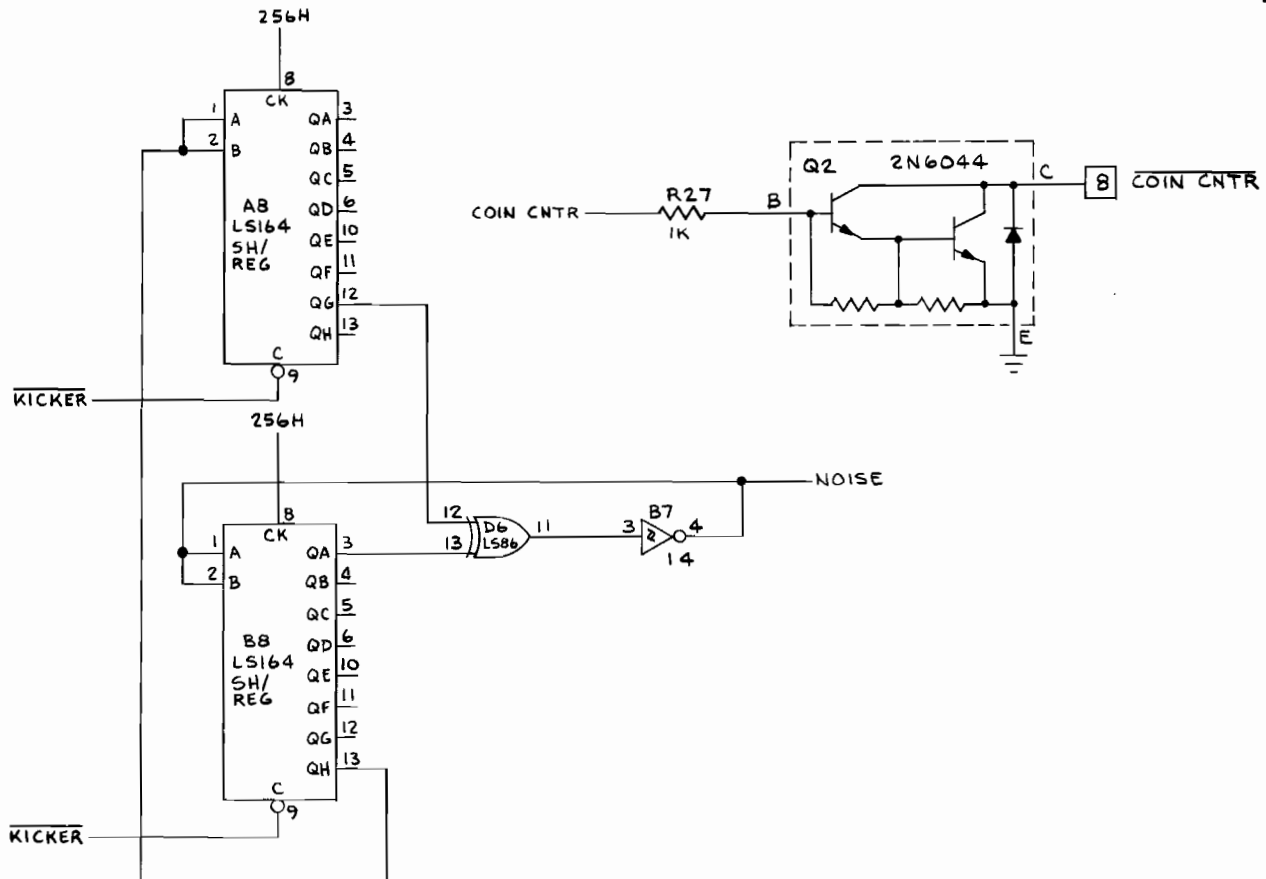 256H
8
CK
1 A QA 3
2 B QB 4
QC 5
A8
LS164
SH/
REG
QD 6
QE 10
QF 11
QG 12
QH 13
C
9
KICKER
COIN CNTR
R27
1K
B
Q2 2N6044
C
8 COIN CNTR
E
256H
8
CK
1 A QA 3
2 B QB 4
QC 5
B8
LS164
SH/
REG
QD 6
QE 10
QF 11
QG 12
QH 13
C
9
KICKER
12
13
D6
LS86
11
3
B7
4
14
NOISE